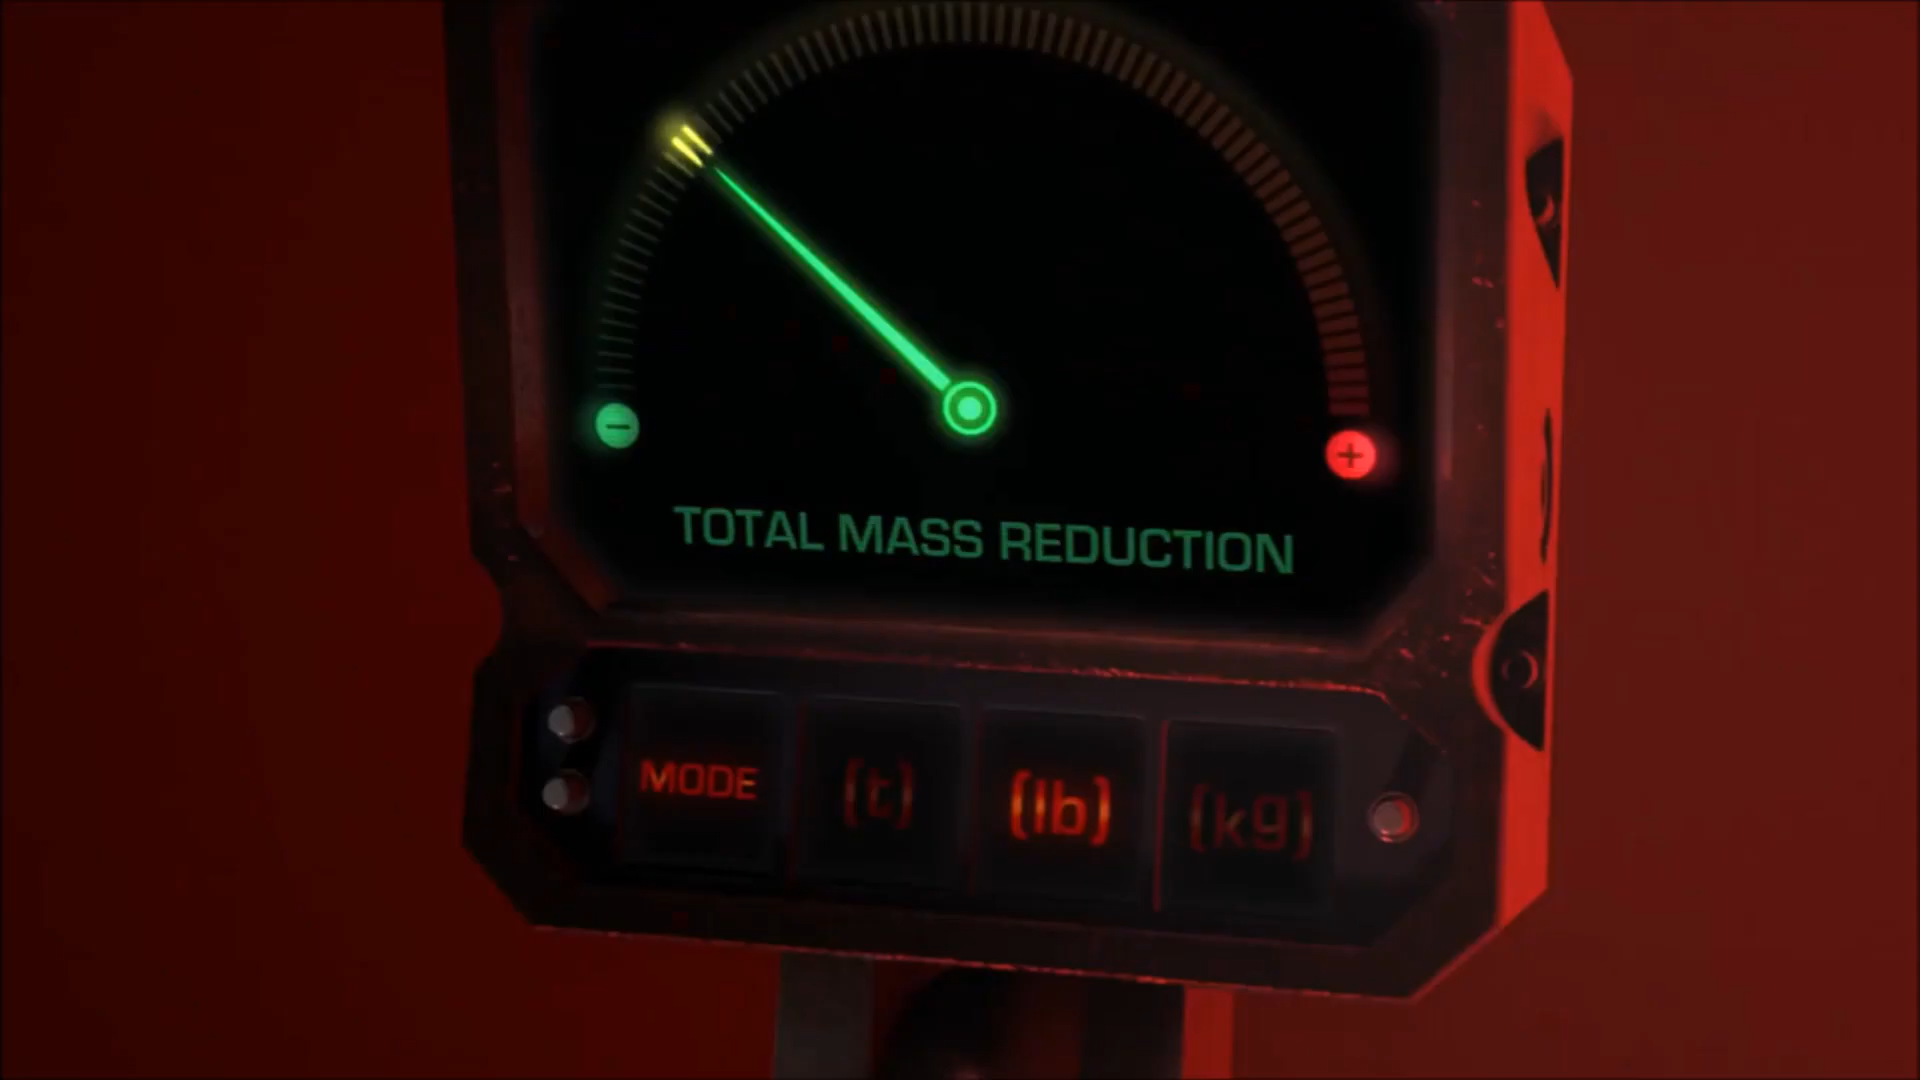 −
+
TOTAL MASS REDUCTION
MODE
(t)
(lb)
(kg)